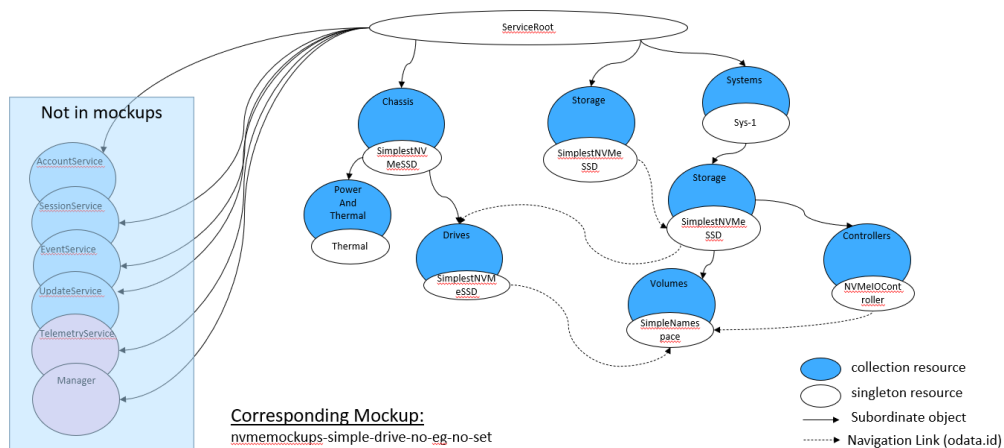 ServiceRoot
Not in mockups
AccountService
SessionService
EventService
UpdateService
TelemetryService
Manager
Chassis
SimplestNV
MeSSD
Power
And
Thermal
Thermal
Drives
SimplestNVM
eSSD
Storage
SimplestNVMe
SSD
Systems
Sys-1
Storage
SimplestNVMe
SSD
Volumes
SimpleNames
pace
Controllers
NVMeIOCont
roller
collection resource
singleton resource
Subordinate object
Navigation Link (odata.id)
Corresponding Mockup:
nvmemockups-simple-drive-no-eg-no-set